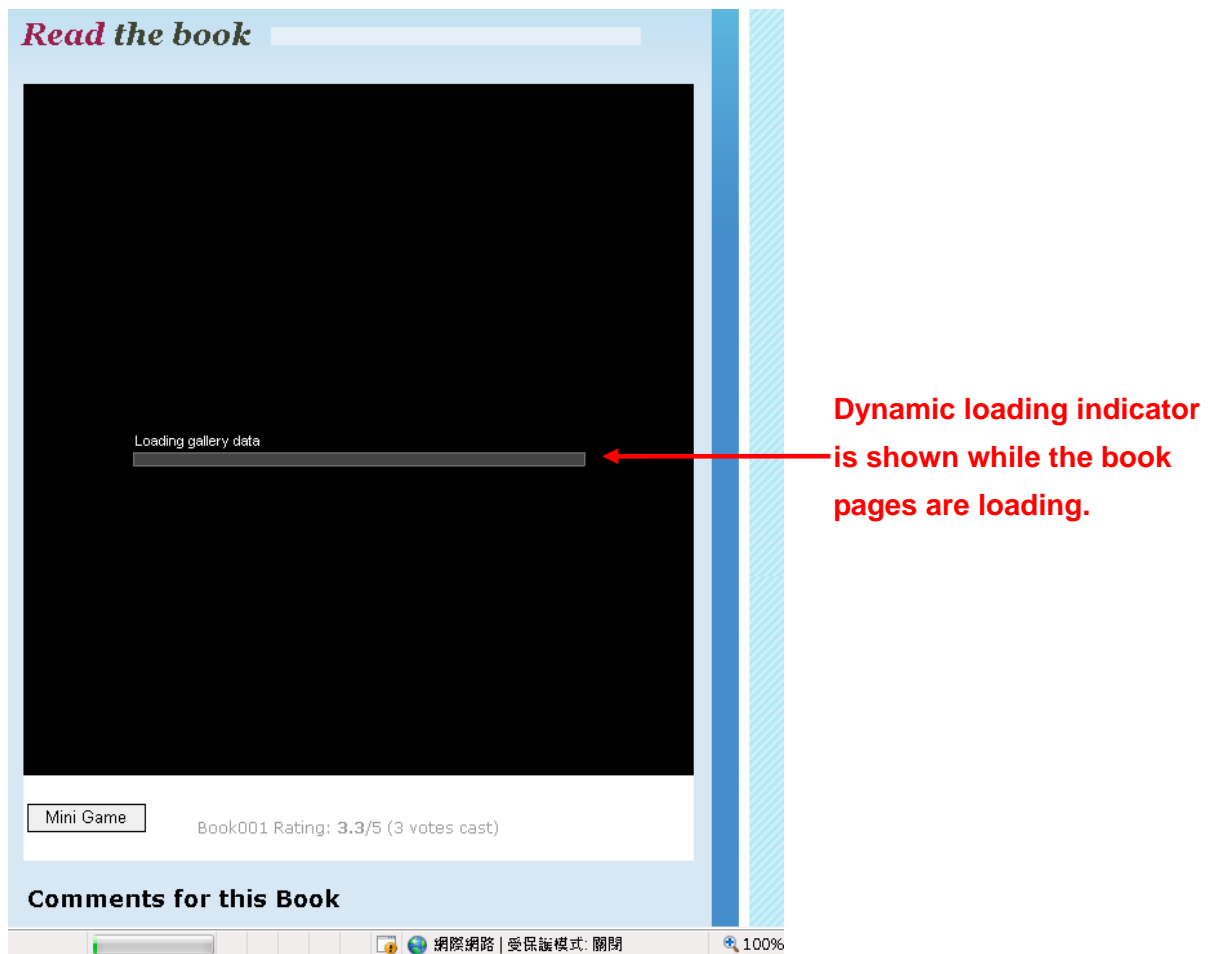 Read the book
Loading gallery data
Dynamic loading indicator
is shown while the book
pages are loading.
Mini Game
Book001 Rating: 3.3/5 (3 votes cast)
Comments for this Book
網際網路 | 受保護模式: 關閉
100%